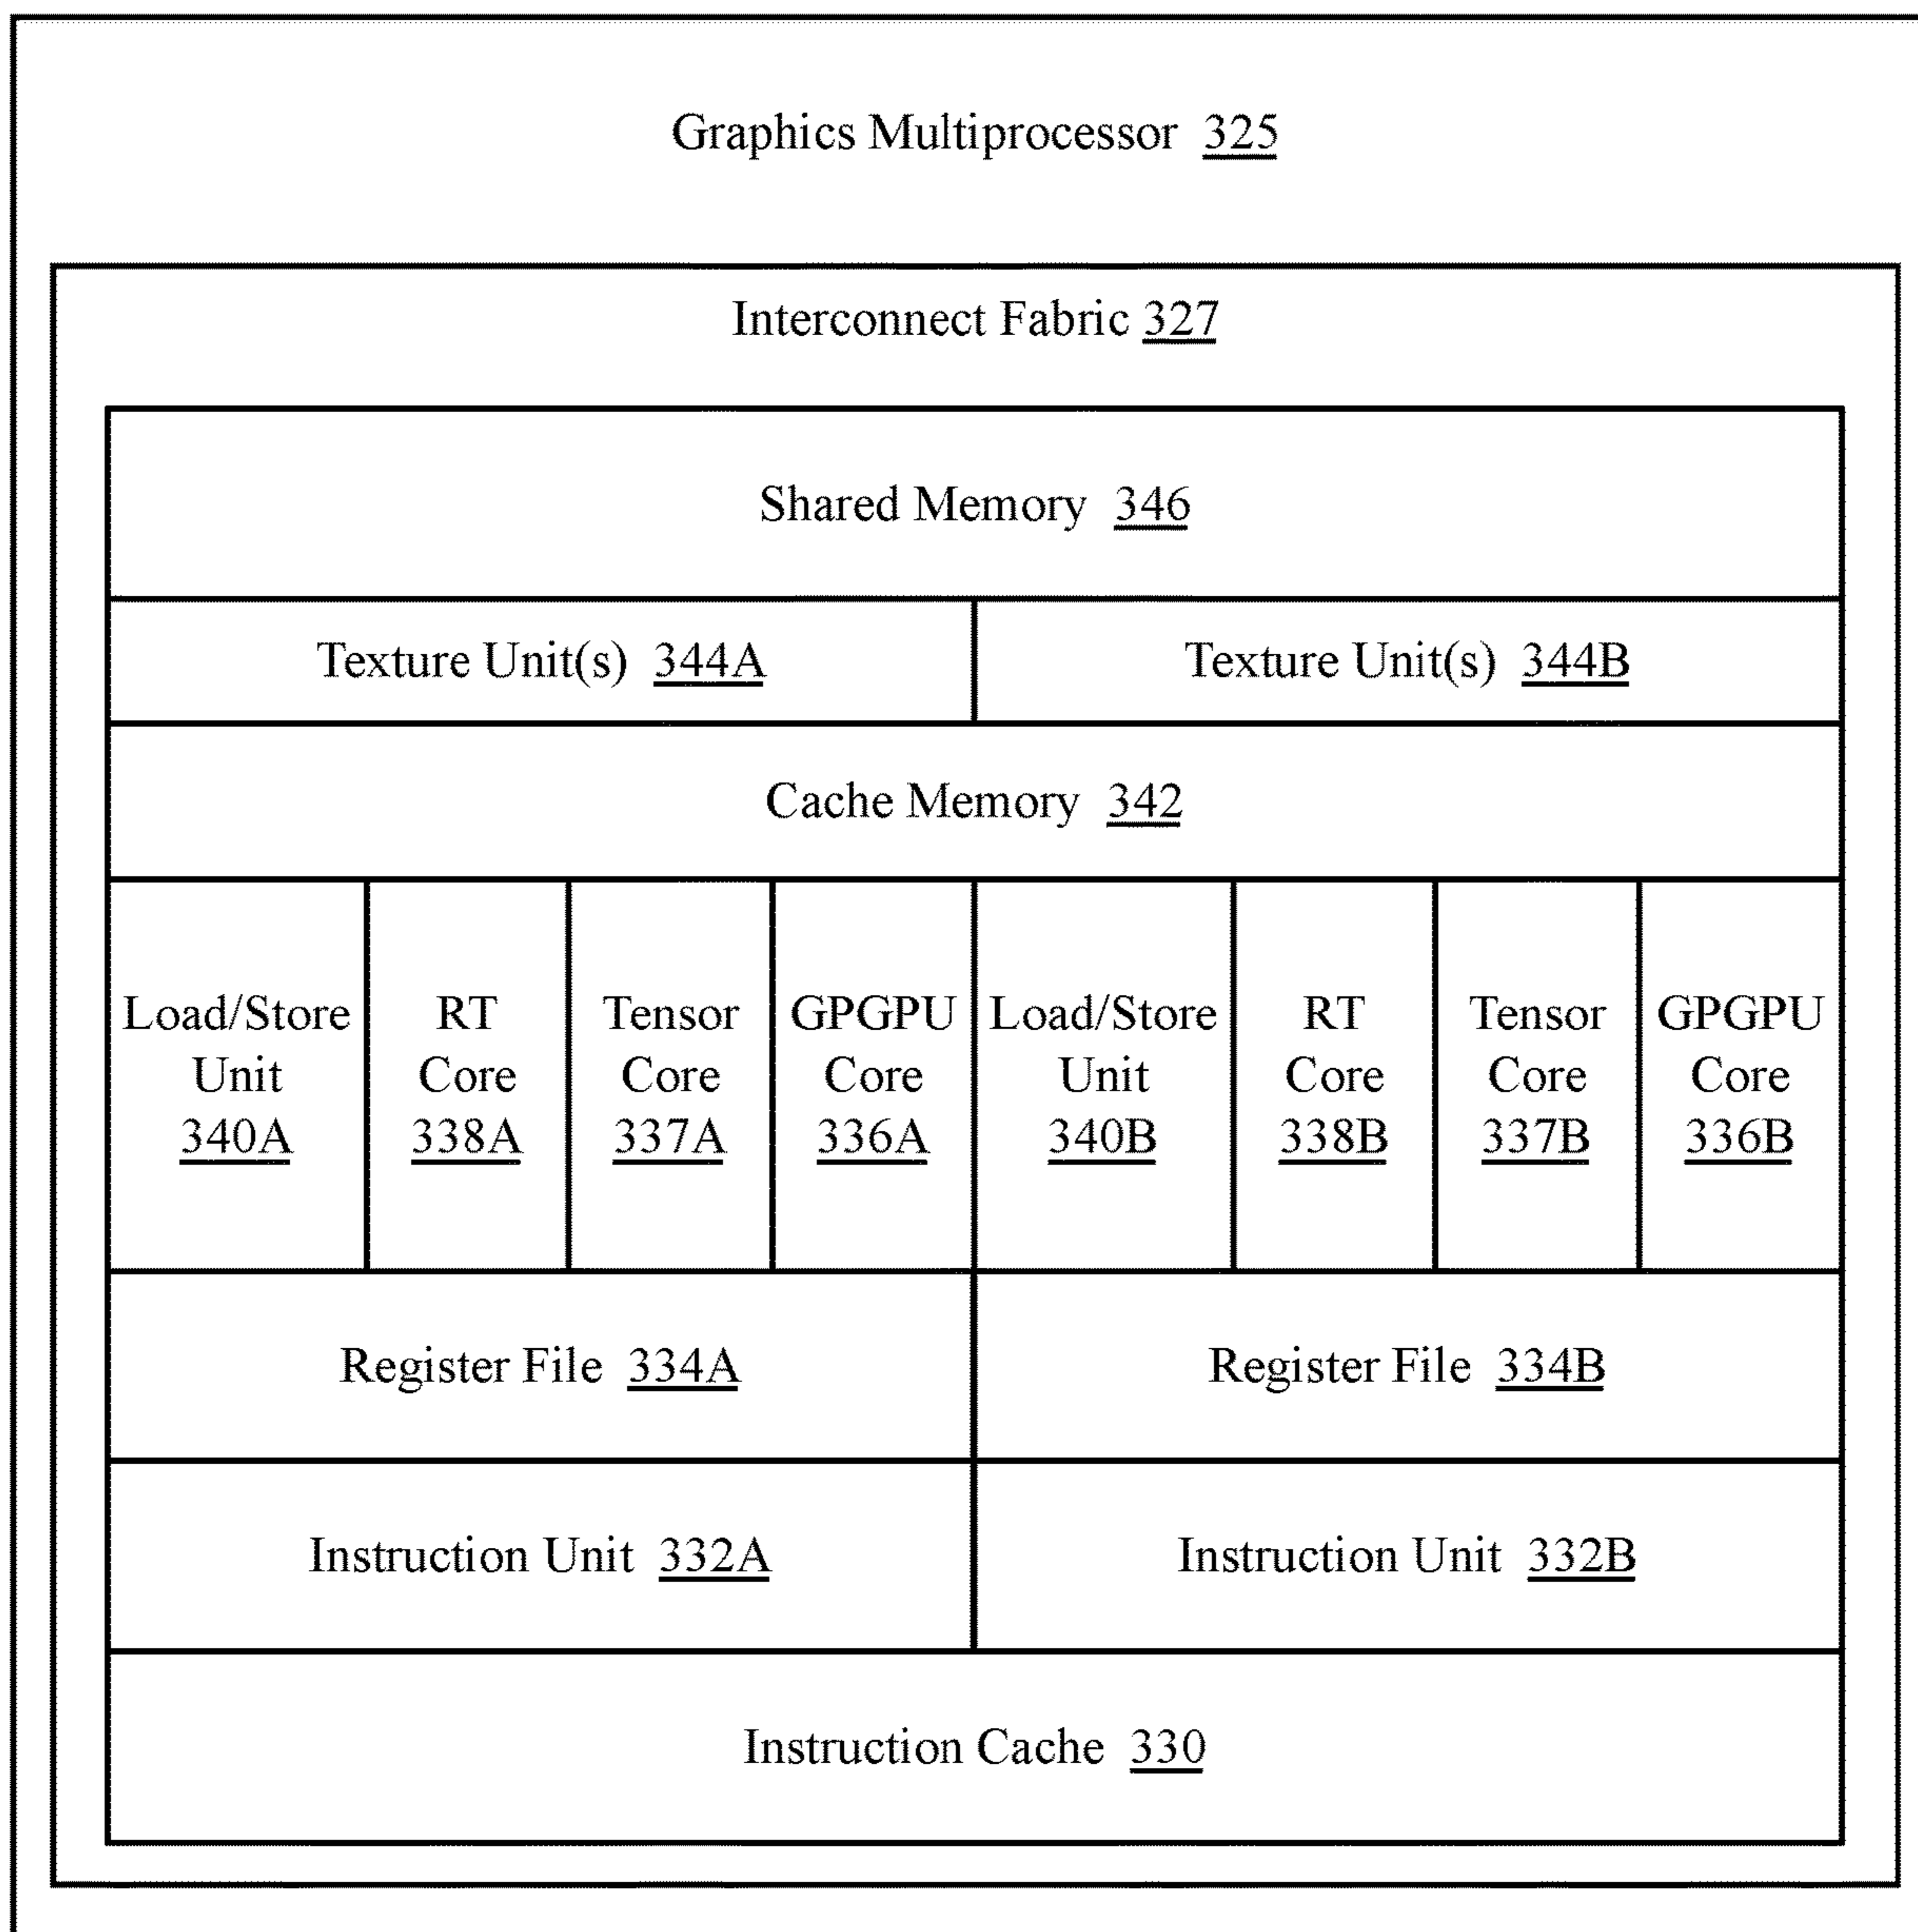 Graphics Multiprocessor 325
Interconnect Fabric 327
Shared Memory 346
Texture Unit(s) 344A
Texture Unit(s) 344B
Cache Memory 342
Load/Store
Unit
340A
RT
Core
338A
Tensor
Core
337A
GPGPU
Core
336A
Load/Store
Unit
340B
RT
Core
338B
Tensor
Core
337B
GPGPU
Core
336B
Register File 334A
Register File 334B
Instruction Unit 332A
Instruction Unit 332B
Instruction Cache 330